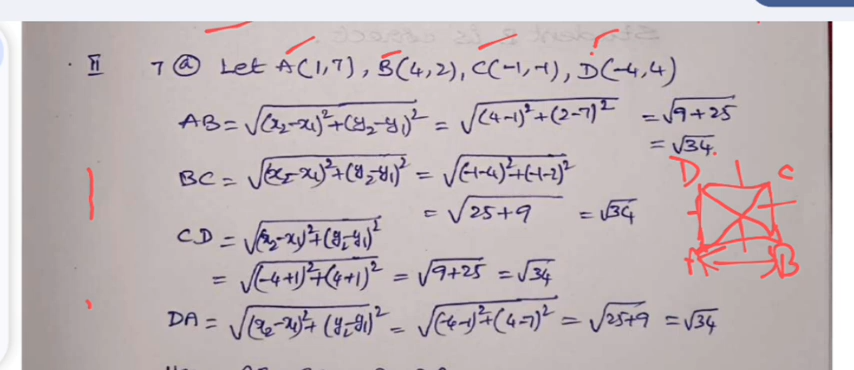 II 7 ⓐ Let A(1,7), B(4,2), C(-1,-1), D(-4,4)
AB = √(x₂-x₁)²+(y₂-y₁)² = √(4-1)²+(2-7)² = √9+25
= √34.
BC = √(x₂-x₁)²+(y₂-y₁)² = √(-1-4)²+(-1-2)²
= √25+9 = √34
CD = √(x₂-x₁)²+(y₂-y₁)²
= √(-4+1)²+(4+1)² = √9+25 = √34
DA = √(x₂-x₁)²+(y₂-y₁)² = √(-4-1)²+(4-7)² = √25+9 = √34
D C
A B